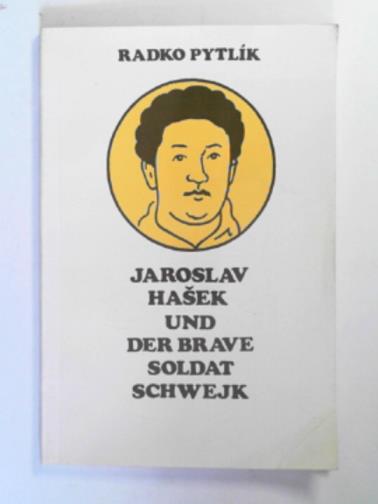 RADKO PYTLÍK
JAROSLAV
HAŠEK
UND
DER BRAVE
SOLDAT
SCHWEJK